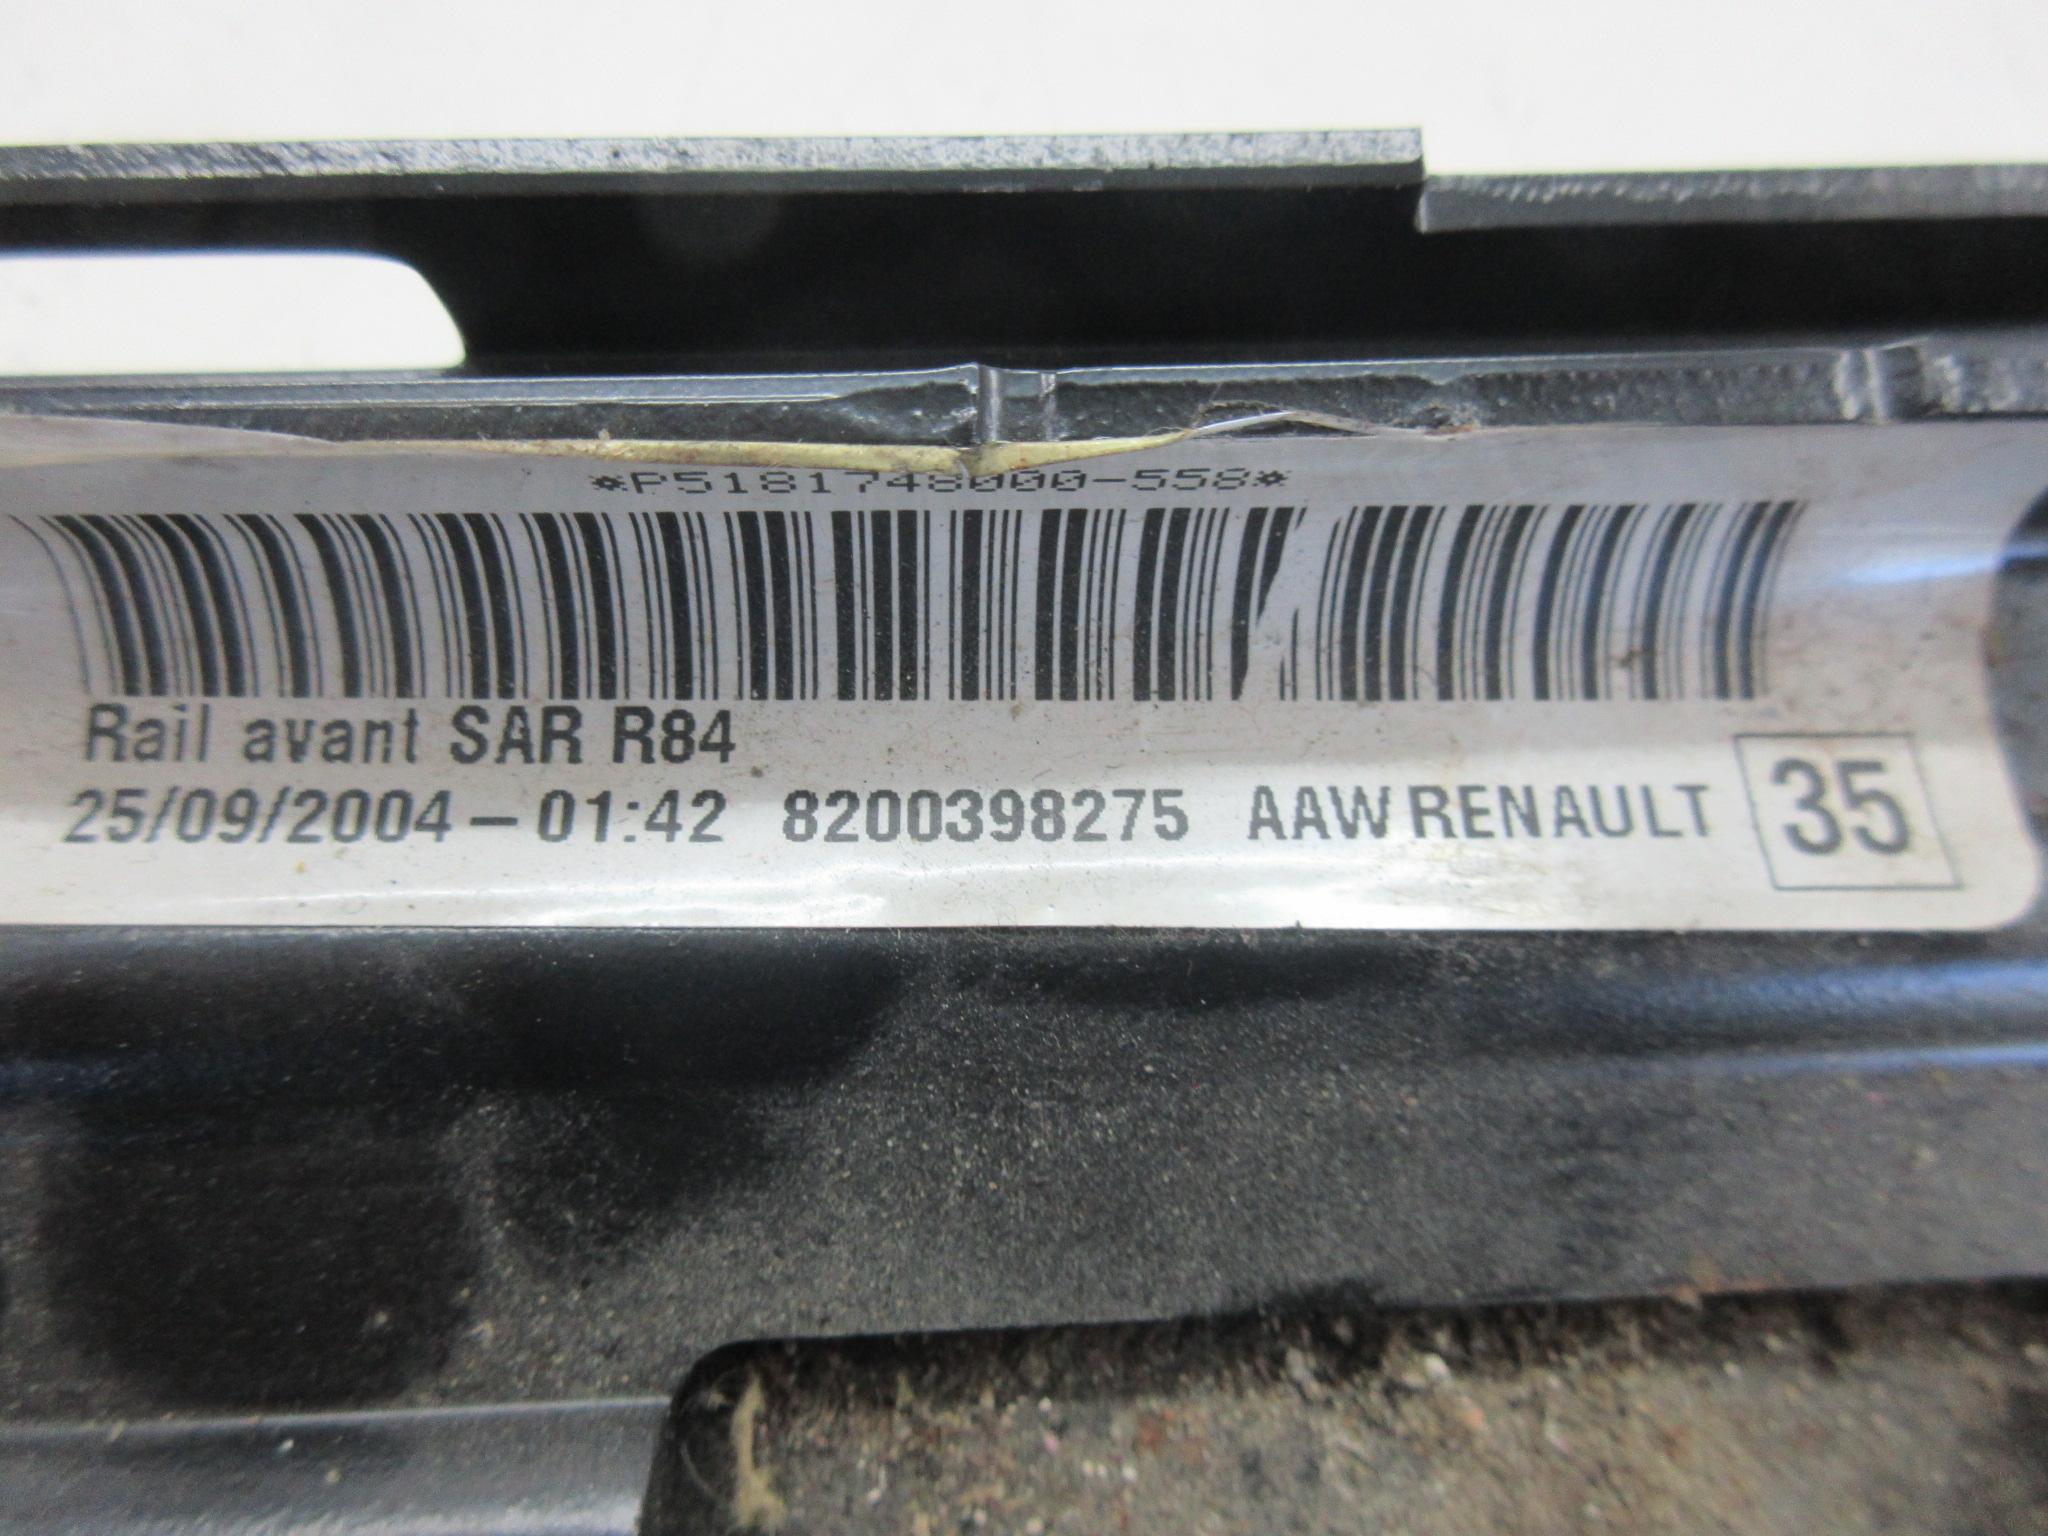 *P5181748000-558*
Rail avant SAR R84
25/09/2004-01:42 8200398275 AAW RENAULT 35